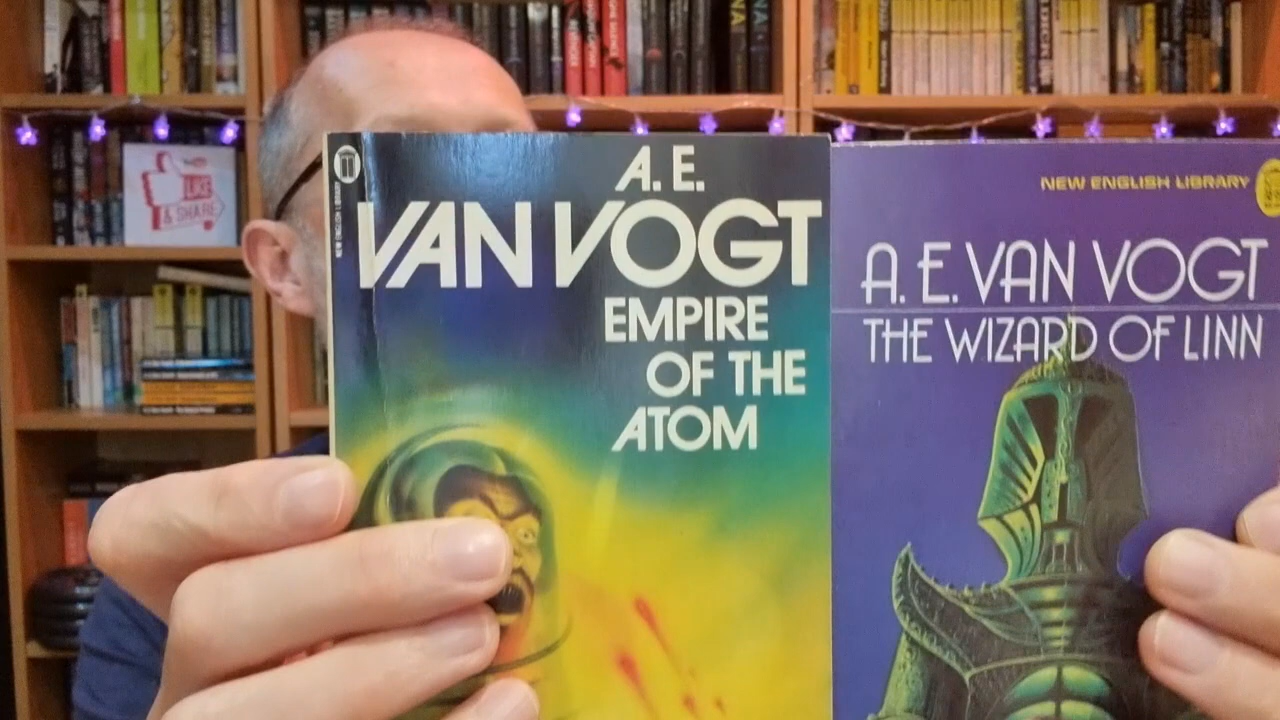 LIKE
& SHARE
A. E.
VAN VOGT
EMPIRE
OF THE
ATOM
NEW ENGLISH LIBRARY
A. E. VAN VOGT
THE WIZARD OF LINN